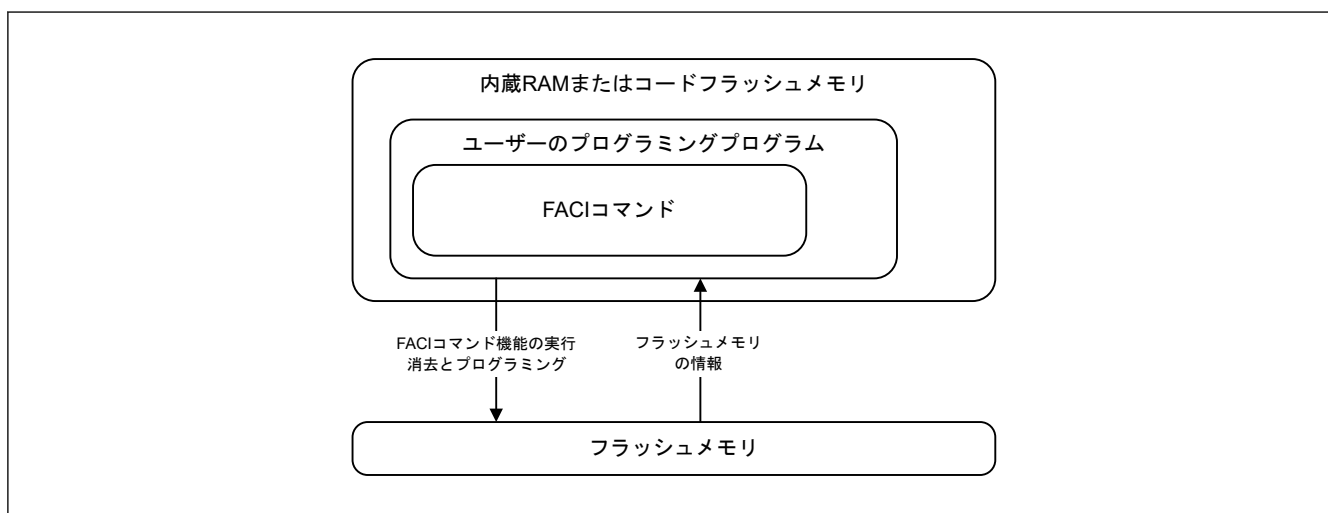 内蔵RAMまたはコードフラッシュメモリ
ユーザーのプログラミングプログラム
FACIコマンド
FACIコマンド機能の実行
消去とプログラミング
フラッシュメモリ
の情報
フラッシュメモリ